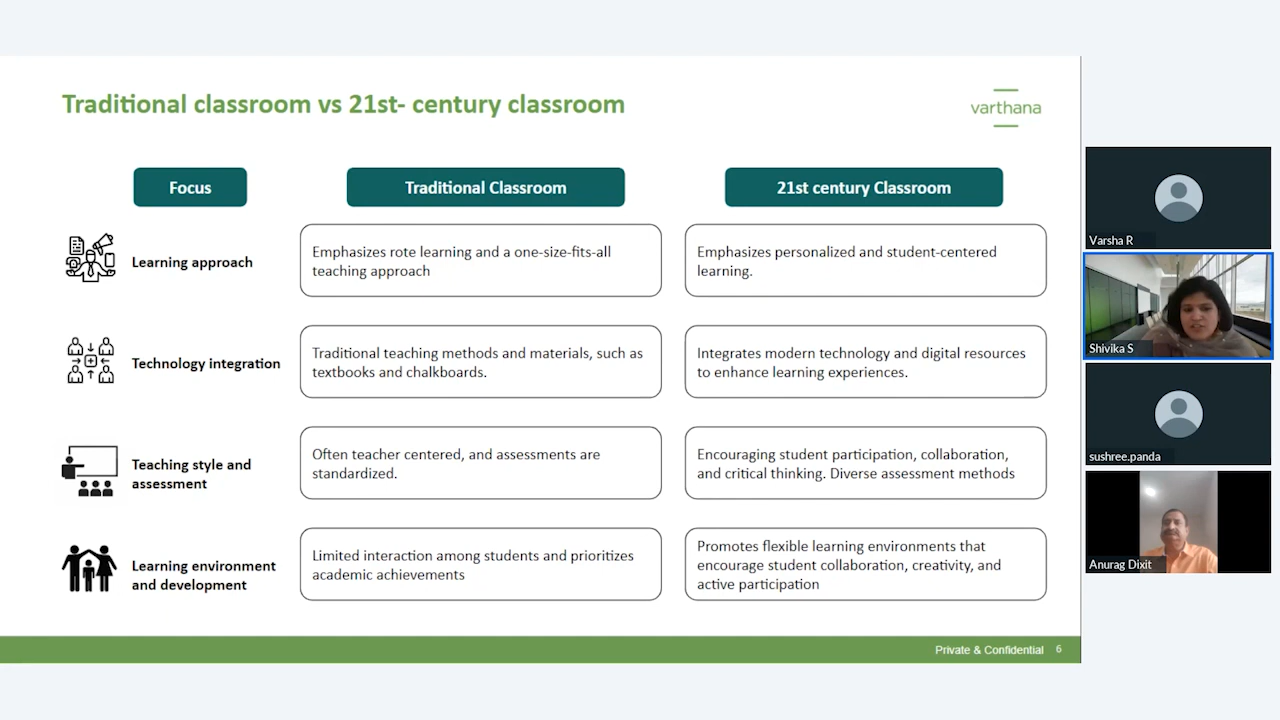 Traditional classroom vs 21st- century classroom
varthana
Focus
Traditional Classroom
21st century Classroom
Learning approach
Emphasizes rote learning and a one-size-fits-all
teaching approach
Emphasizes personalized and student-centered
learning.
Technology integration
Traditional teaching methods and materials, such as
textbooks and chalkboards.
Integrates modern technology and digital resources
to enhance learning experiences.
Teaching style and
assessment
Often teacher centered, and assessments are
standardized.
Encouraging student participation, collaboration,
and critical thinking. Diverse assessment methods
Learning environment
and development
Limited interaction among students and prioritizes
academic achievements
Promotes flexible learning environments that
encourage student collaboration, creativity, and
active participation
Private & Confidential 6
Varsha R
Shivika S
sushree.panda
Anurag Dixit